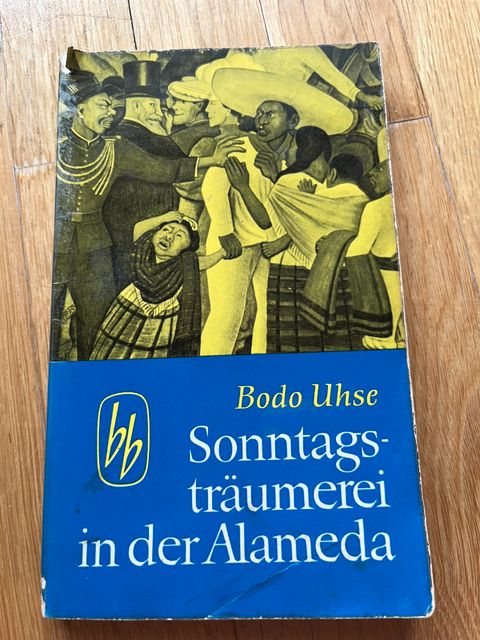 Bodo Uhse
bb
Sonntags-
träumerei
in der Alameda